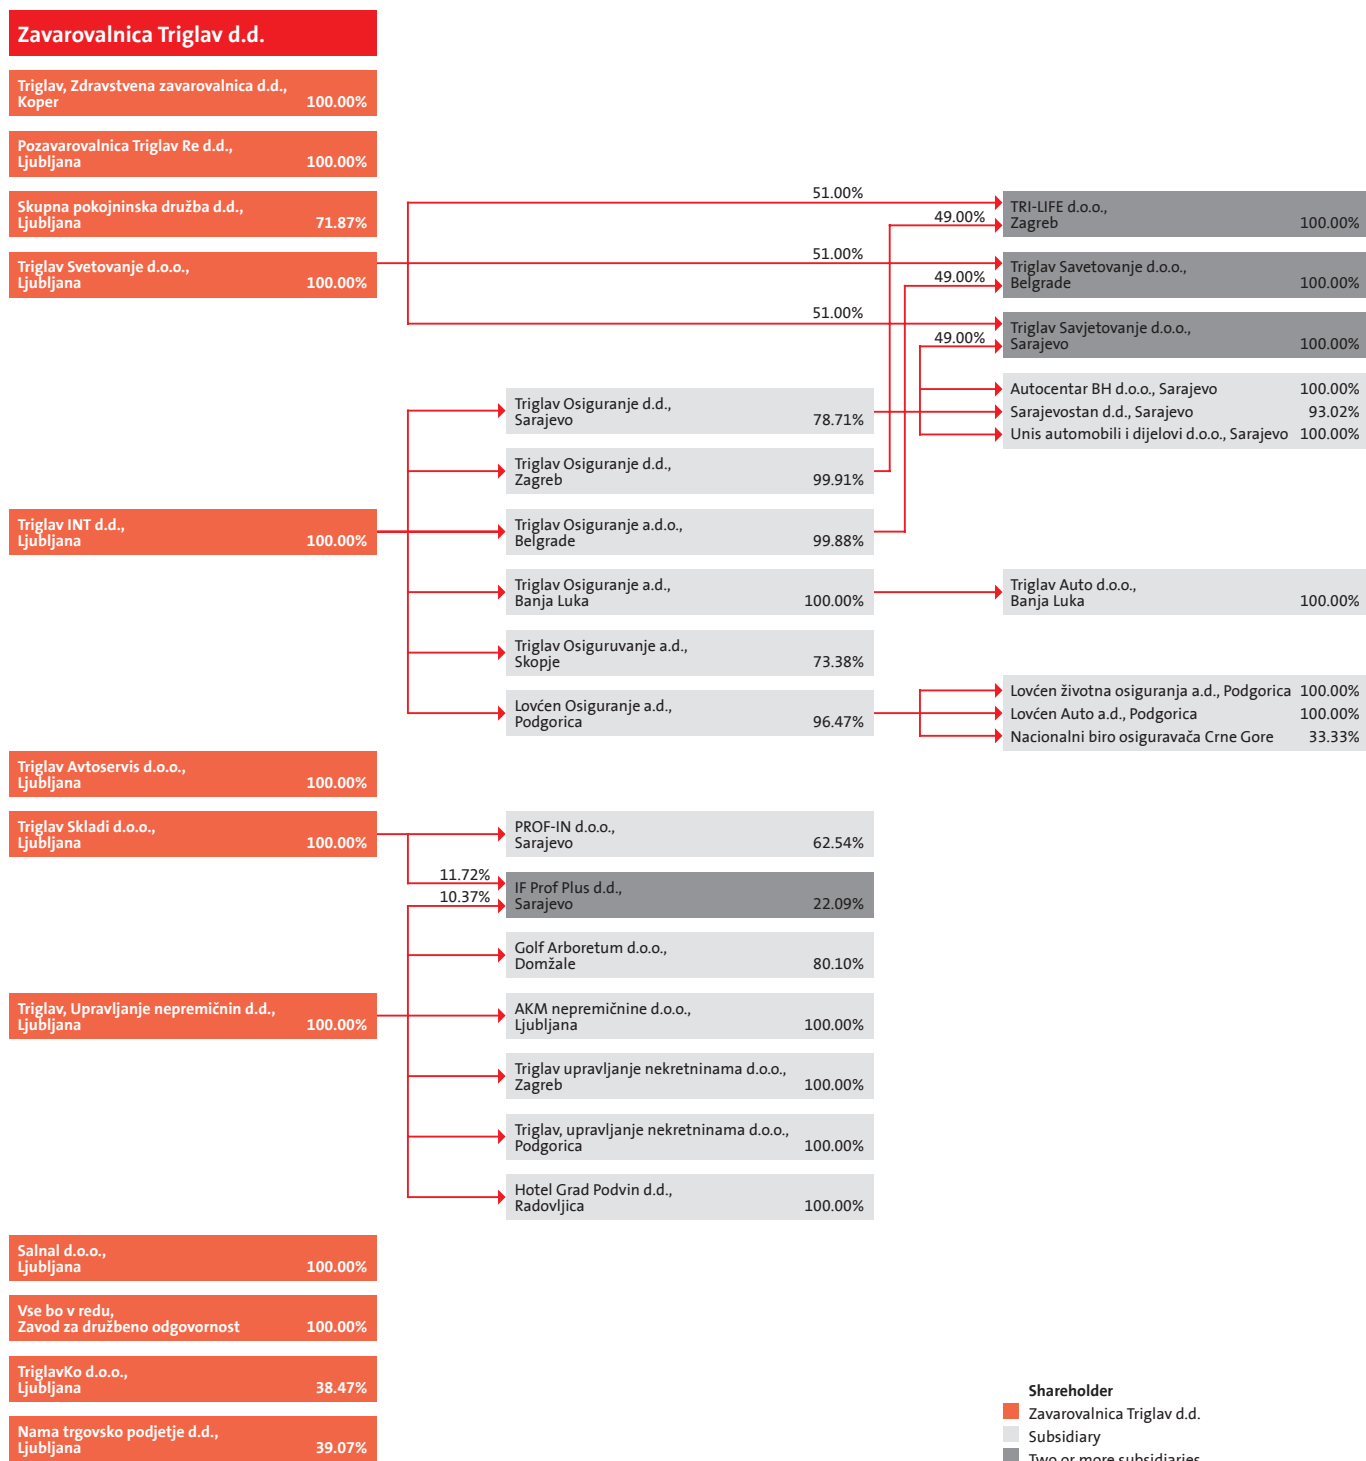 Zavarovalnica Triglav d.d.
Triglav, Zdravstvena zavarovalnica d.d.,
Koper 100.00%
Pozavarovalnica Triglav Re d.d.,
Ljubljana 100.00%
Skupna pokojninska družba d.d.,
Ljubljana 71.87%
Triglav Svetovanje d.o.o.,
Ljubljana 100.00%
51.00%
49.00%
TRI-LIFE d.o.o.,
Zagreb 100.00%
51.00%
49.00%
Triglav Savetovanje d.o.o.,
Belgrade 100.00%
51.00%
49.00%
Triglav Savjetovanje d.o.o.,
Sarajevo 100.00%
Autocentar BH d.o.o., Sarajevo 100.00%
Sarajevostan d.d., Sarajevo 93.02%
Unis automobili i dijelovi d.o.o., Sarajevo 100.00%
Triglav Osiguranje d.d.,
Sarajevo 78.71%
Triglav Osiguranje d.d.,
Zagreb 99.91%
Triglav INT d.d.,
Ljubljana 100.00%
Triglav Osiguranje a.d.o.,
Belgrade 99.88%
Triglav Osiguranje a.d.,
Banja Luka 100.00%
Triglav Auto d.o.o.,
Banja Luka 100.00%
Triglav Osiguruvanje a.d.,
Skopje 73.38%
Lovćen Osiguranje a.d.,
Podgorica 96.47%
Lovćen životna osiguranja a.d., Podgorica 100.00%
Lovćen Auto a.d., Podgorica 100.00%
Nacionalni biro osiguravača Crne Gore 33.33%
Triglav Avtoservis d.o.o.,
Ljubljana 100.00%
Triglav Skladi d.o.o.,
Ljubljana 100.00%
PROF-IN d.o.o.,
Sarajevo 62.54%
11.72%
10.37%
IF Prof Plus d.d.,
Sarajevo 22.09%
Golf Arboretum d.o.o.,
Domžale 80.10%
Triglav, Upravljanje nepremičnin d.d.,
Ljubljana 100.00%
AKM nepremičnine d.o.o.,
Ljubljana 100.00%
Triglav upravljanje nekretninama d.o.o.,
Zagreb 100.00%
Triglav, upravljanje nekretninama d.o.o.,
Podgorica 100.00%
Hotel Grad Podvin d.d.,
Radovljica 100.00%
Salnal d.o.o.,
Ljubljana 100.00%
Vse bo v redu,
Zavod za družbeno odgovornost 100.00%
TriglavKo d.o.o.,
Ljubljana 38.47%
Nama trgovsko podjetje d.d.,
Ljubljana 39.07%
Shareholder
Zavarovalnica Triglav d.d.
Subsidiary
Two or more subsidiaries